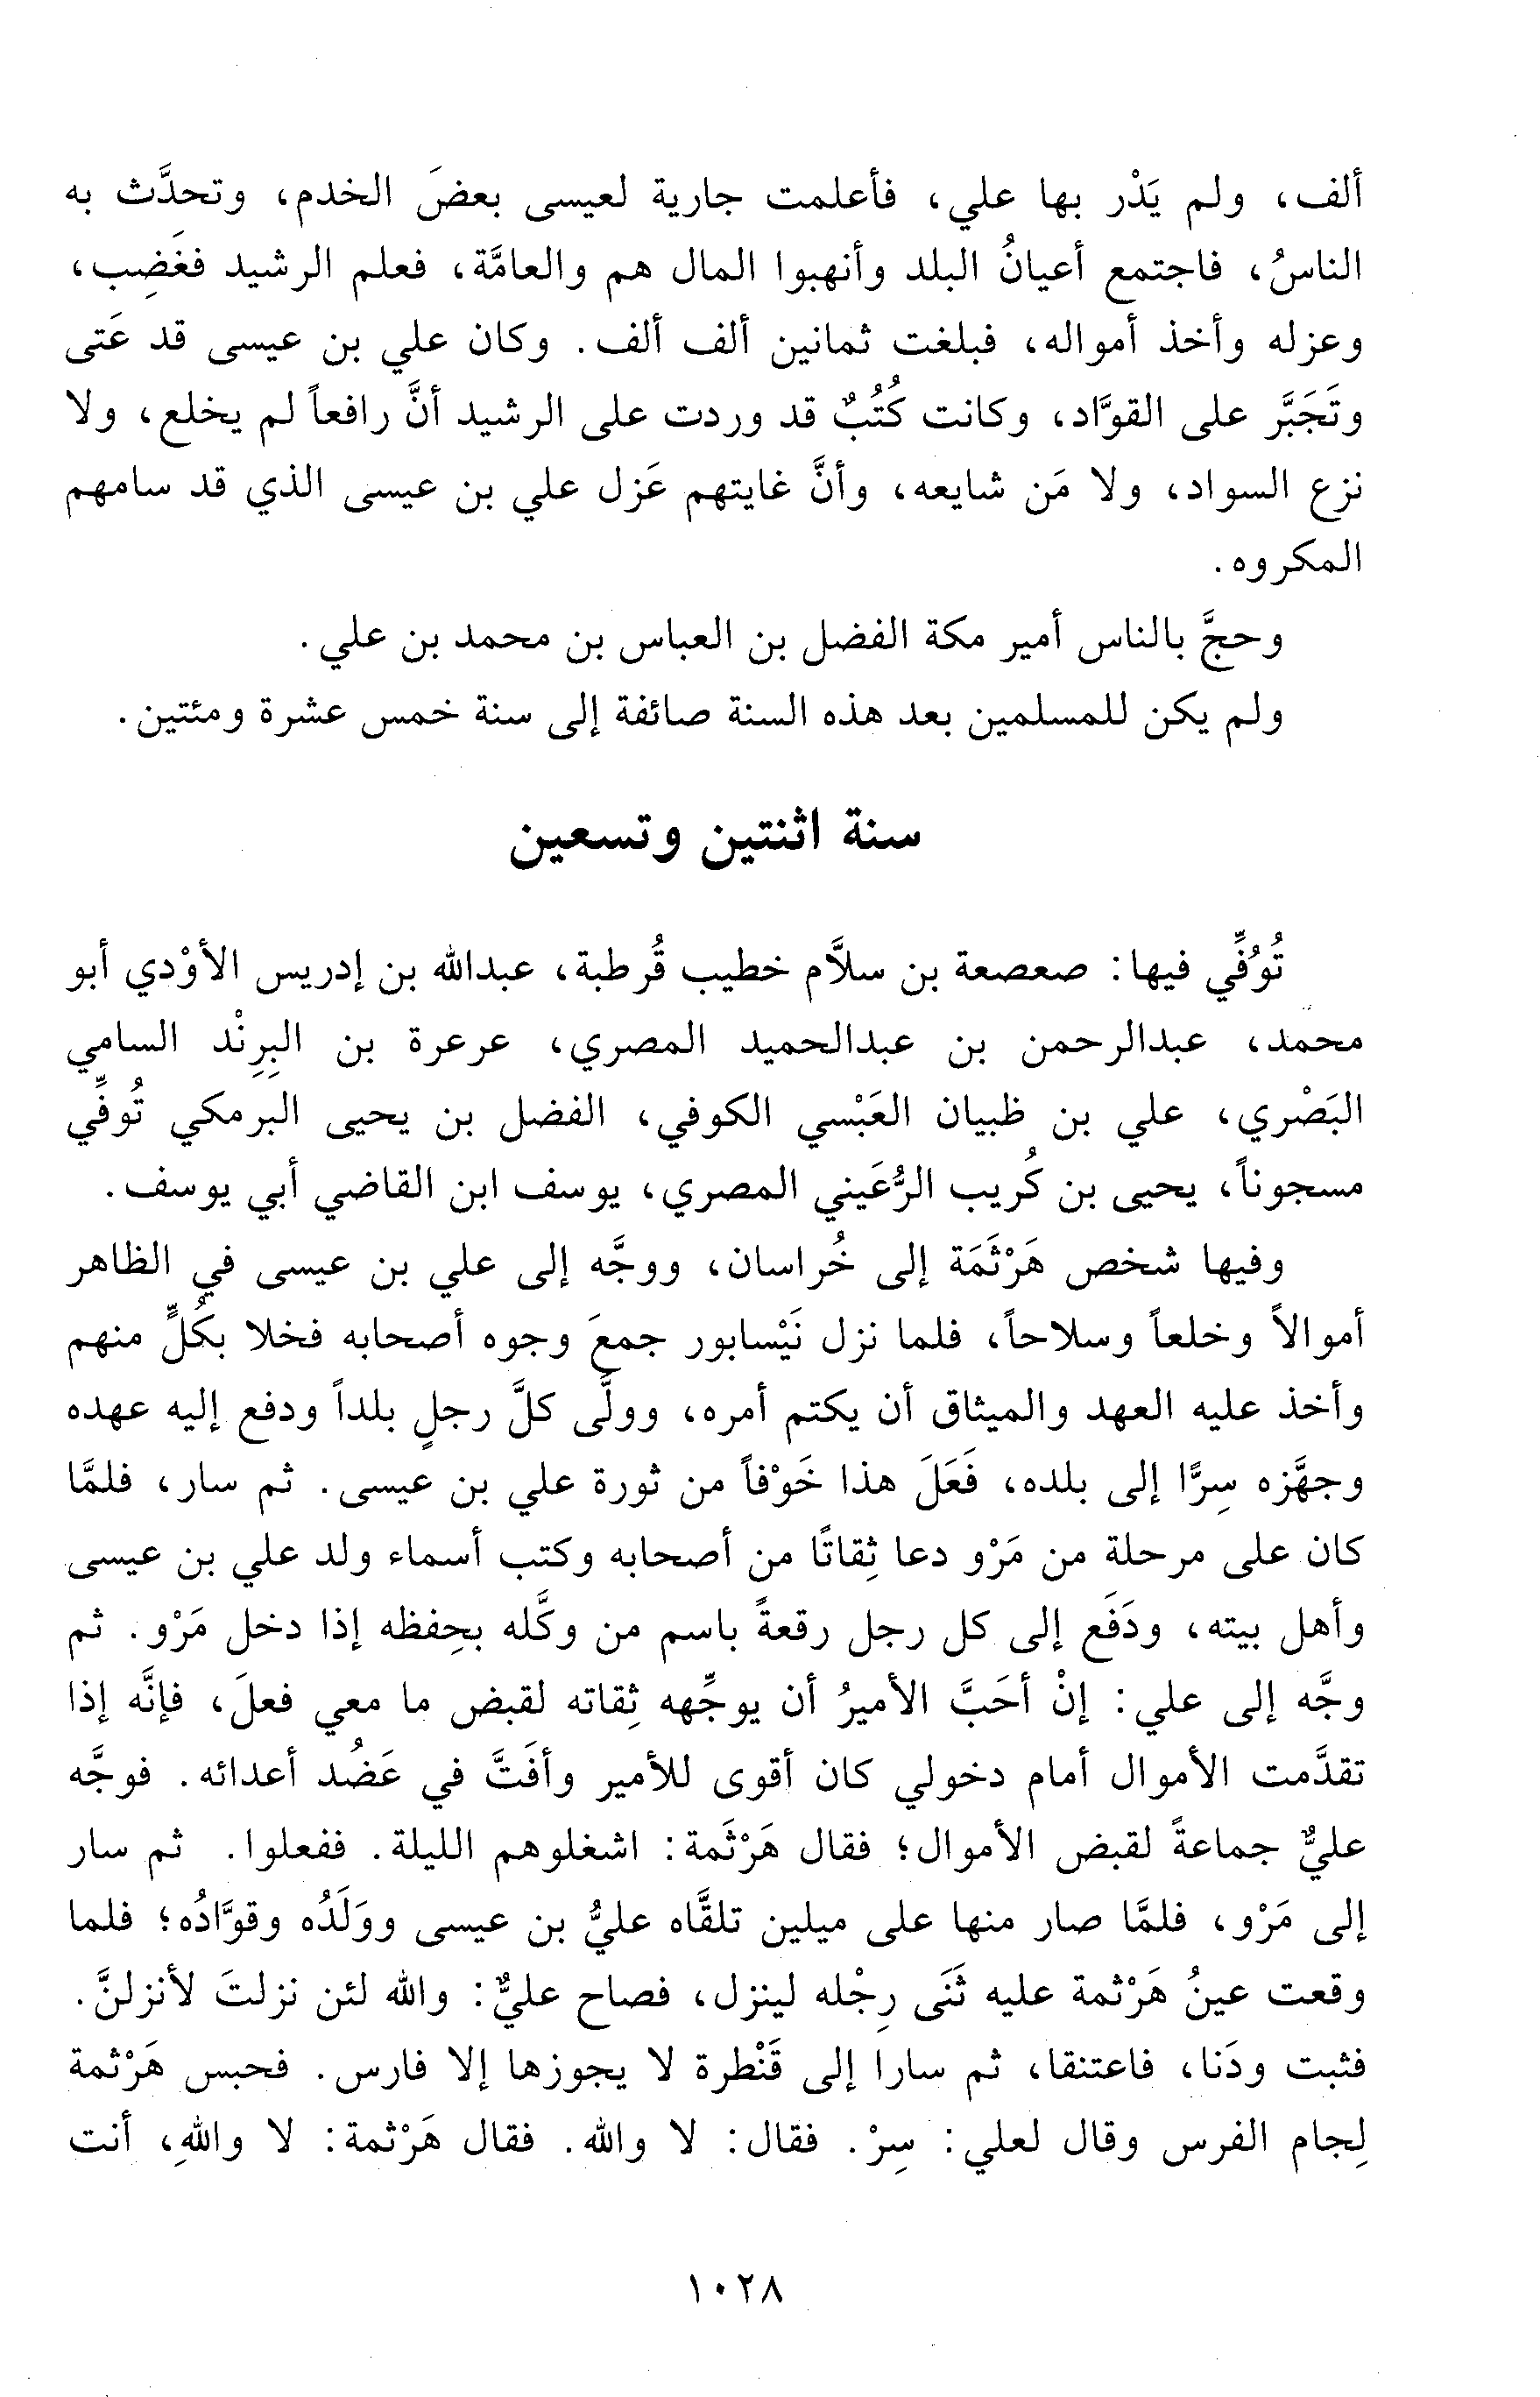 ألف، ولم يَدْر بها علي، فأعلمت جارية لعيسى بعضَ الخدم، وتحدَّث به
الناسُ، فاجتمع أعيانُ البلد وأنهبوا المال هم والعامَّة، فعلم الرشيد فغَضِب،
وعزله وأخذ أمواله، فبلغت ثمانين ألف ألف. وكان علي بن عيسى قد عَتى
وتَجَبَّر على القوَّاد، وكانت كُتُبٌ قد وردت على الرشيد أنَّ رافعاً لم يخلع، ولا
نزع السواد، ولا مَن شايعه، وأنَّ غايتهم عَزل علي بن عيسى الذي قد سامهم
المكروه.
وحجَّ بالناس أمير مكة الفضل بن العباس بن محمد بن علي.
ولم يكن للمسلمين بعد هذه السنة صائفة إلى سنة خمس عشرة ومئتين.
سنة اثنتين وتسعين
تُوُفِّي فيها: صعصعة بن سلاَّم خطيب قُرطبة، عبدالله بن إدريس الأوْدي أبو
محمد، عبدالرحمن بن عبدالحميد المصري، عرعرة بن البِرِنْد السامي
البَصْري، علي بن ظبيان العَبْسي الكوفي، الفضل بن يحيى البرمكي تُوفِّي
مسجوناً، يحيى بن كُريب الرُّعَيني المصري، يوسف ابن القاضي أبي يوسف.
وفيها شخص هَرْثَمَة إلى خُراسان، ووجَّه إلى علي بن عيسى في الظاهر
أموالاً وخلعاً وسلاحاً، فلما نزل نَيْسابور جمعَ وجوه أصحابه فخلا بكُلٍّ منهم
وأخذ عليه العهد والميثاق أن يكتم أمره، وولَّى كلَّ رجلٍ بلداً ودفع إليه عهده
وجهَّزه سِرًّا إلى بلده، فَعَلَ هذا خَوْفاً من ثورة علي بن عيسى. ثم سار، فلمَّا
كان على مرحلة من مَرْو دعا ثِقاتًا من أصحابه وكتب أسماء ولد علي بن عيسى
وأهل بيته، ودَفَع إلى كل رجل رقعةً باسم من وكَّله بحِفظه إذا دخل مَرْو. ثم
وجَّه إلى علي: إنْ أحَبَّ الأميرُ أن يوجِّهه ثِقاته لقبض ما معي فعلَ، فإنَّه إذا
تقدَّمت الأموال أمام دخولي كان أقوى للأمير وأفَتَّ في عَضُد أعدائه. فوجَّه
عليٌّ جماعةً لقبض الأموال؛ فقال هَرْثَمة: اشغلوهم الليلة. ففعلوا. ثم سار
إلى مَرْو، فلمَّا صار منها على ميلين تلقَّاه عليُّ بن عيسى ووَلَدُه وقوَّادُه؛ فلما
وقعت عينُ هَرْثمة عليه ثَنَى رِجْله لينزل، فصاح عليٌّ: والله لئن نزلتَ لأنزلنَّ.
فثبت ودَنا، فاعتنقا، ثم سارا إلى قَنْطرة لا يجوزها إلا فارس. فحبس هَرْثمة
لِجام الفرس وقال لعلي: سِرْ. فقال: لا والله. فقال هَرْثمة: لا واللهِ، أنت
١٠٢٨